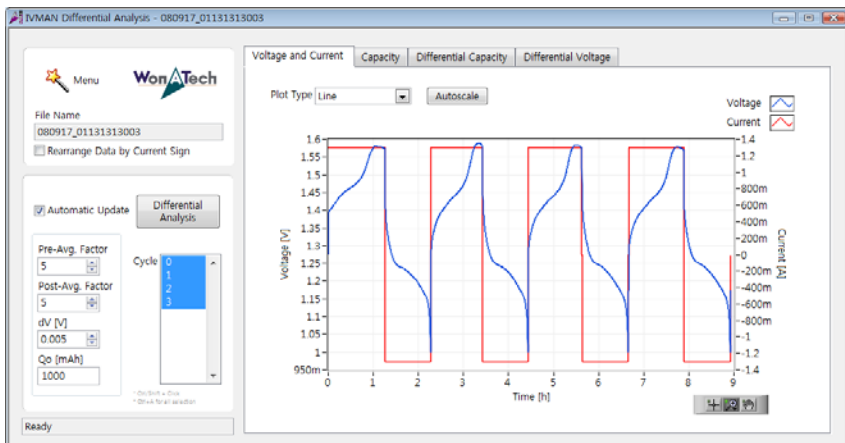 IVMAN Differential Analysis - 080917_01131313003
Menu
WonATech
File Name
080917_01131313003
Rearrange Data by Current Sign
Automatic Update
Differential
Analysis
Pre-Avg. Factor
5
Post-Avg. Factor
5
dV [V]
0.005
Qo [mAh]
1000
Cycle
0
1
2
3
Ready
Voltage and Current
Capacity
Differential Capacity
Differential Voltage
Plot Type
Line
Autoscale
Voltage
Current
1.6
1.55
1.5
1.45
1.4
1.35
1.3
1.25
1.2
1.15
1.1
1.05
1
950m
Voltage [V]
0 1 2 3 4 5 6 7 8 9
Time [h]
1.4
1.2
1
800m
600m
400m
200m
0
-200m
-400m
-600m
-800m
-1
-1.2
-1.4
Current [A]